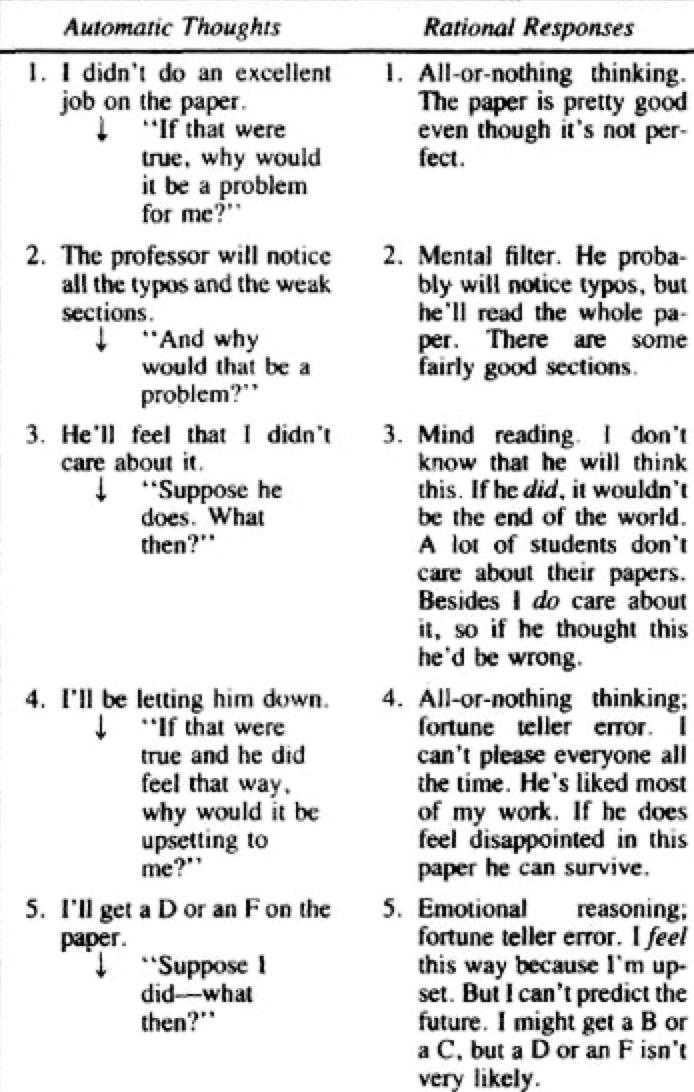 Automatic Thoughts
Rational Responses
1. I didn't do an excellent
job on the paper.
↓ "If that were
true, why would
it be a problem
for me?"
1. All-or-nothing thinking.
The paper is pretty good
even though it's not per-
fect.
2. The professor will notice
all the typos and the weak
sections.
↓ "And why
would that be a
problem?"
2. Mental filter. He proba-
bly will notice typos, but
he'll read the whole pa-
per. There are some
fairly good sections.
3. He'll feel that I didn't
care about it.
↓ "Suppose he
does. What
then?"
3. Mind reading. I don't
know that he will think
this. If he did, it wouldn't
be the end of the world.
A lot of students don't
care about their papers.
Besides I do care about
it, so if he thought this
he'd be wrong.
4. I'll be letting him down.
↓ "If that were
true and he did
feel that way,
why would it be
upsetting to
me?"
4. All-or-nothing thinking;
fortune teller error. I
can't please everyone all
the time. He's liked most
of my work. If he does
feel disappointed in this
paper he can survive.
5. I'll get a D or an F on the
paper.
↓ "Suppose I
did—what
then?"
5. Emotional reasoning;
fortune teller error. I feel
this way because I'm up-
set. But I can't predict the
future. I might get a B or
a C, but a D or an F isn't
very likely.